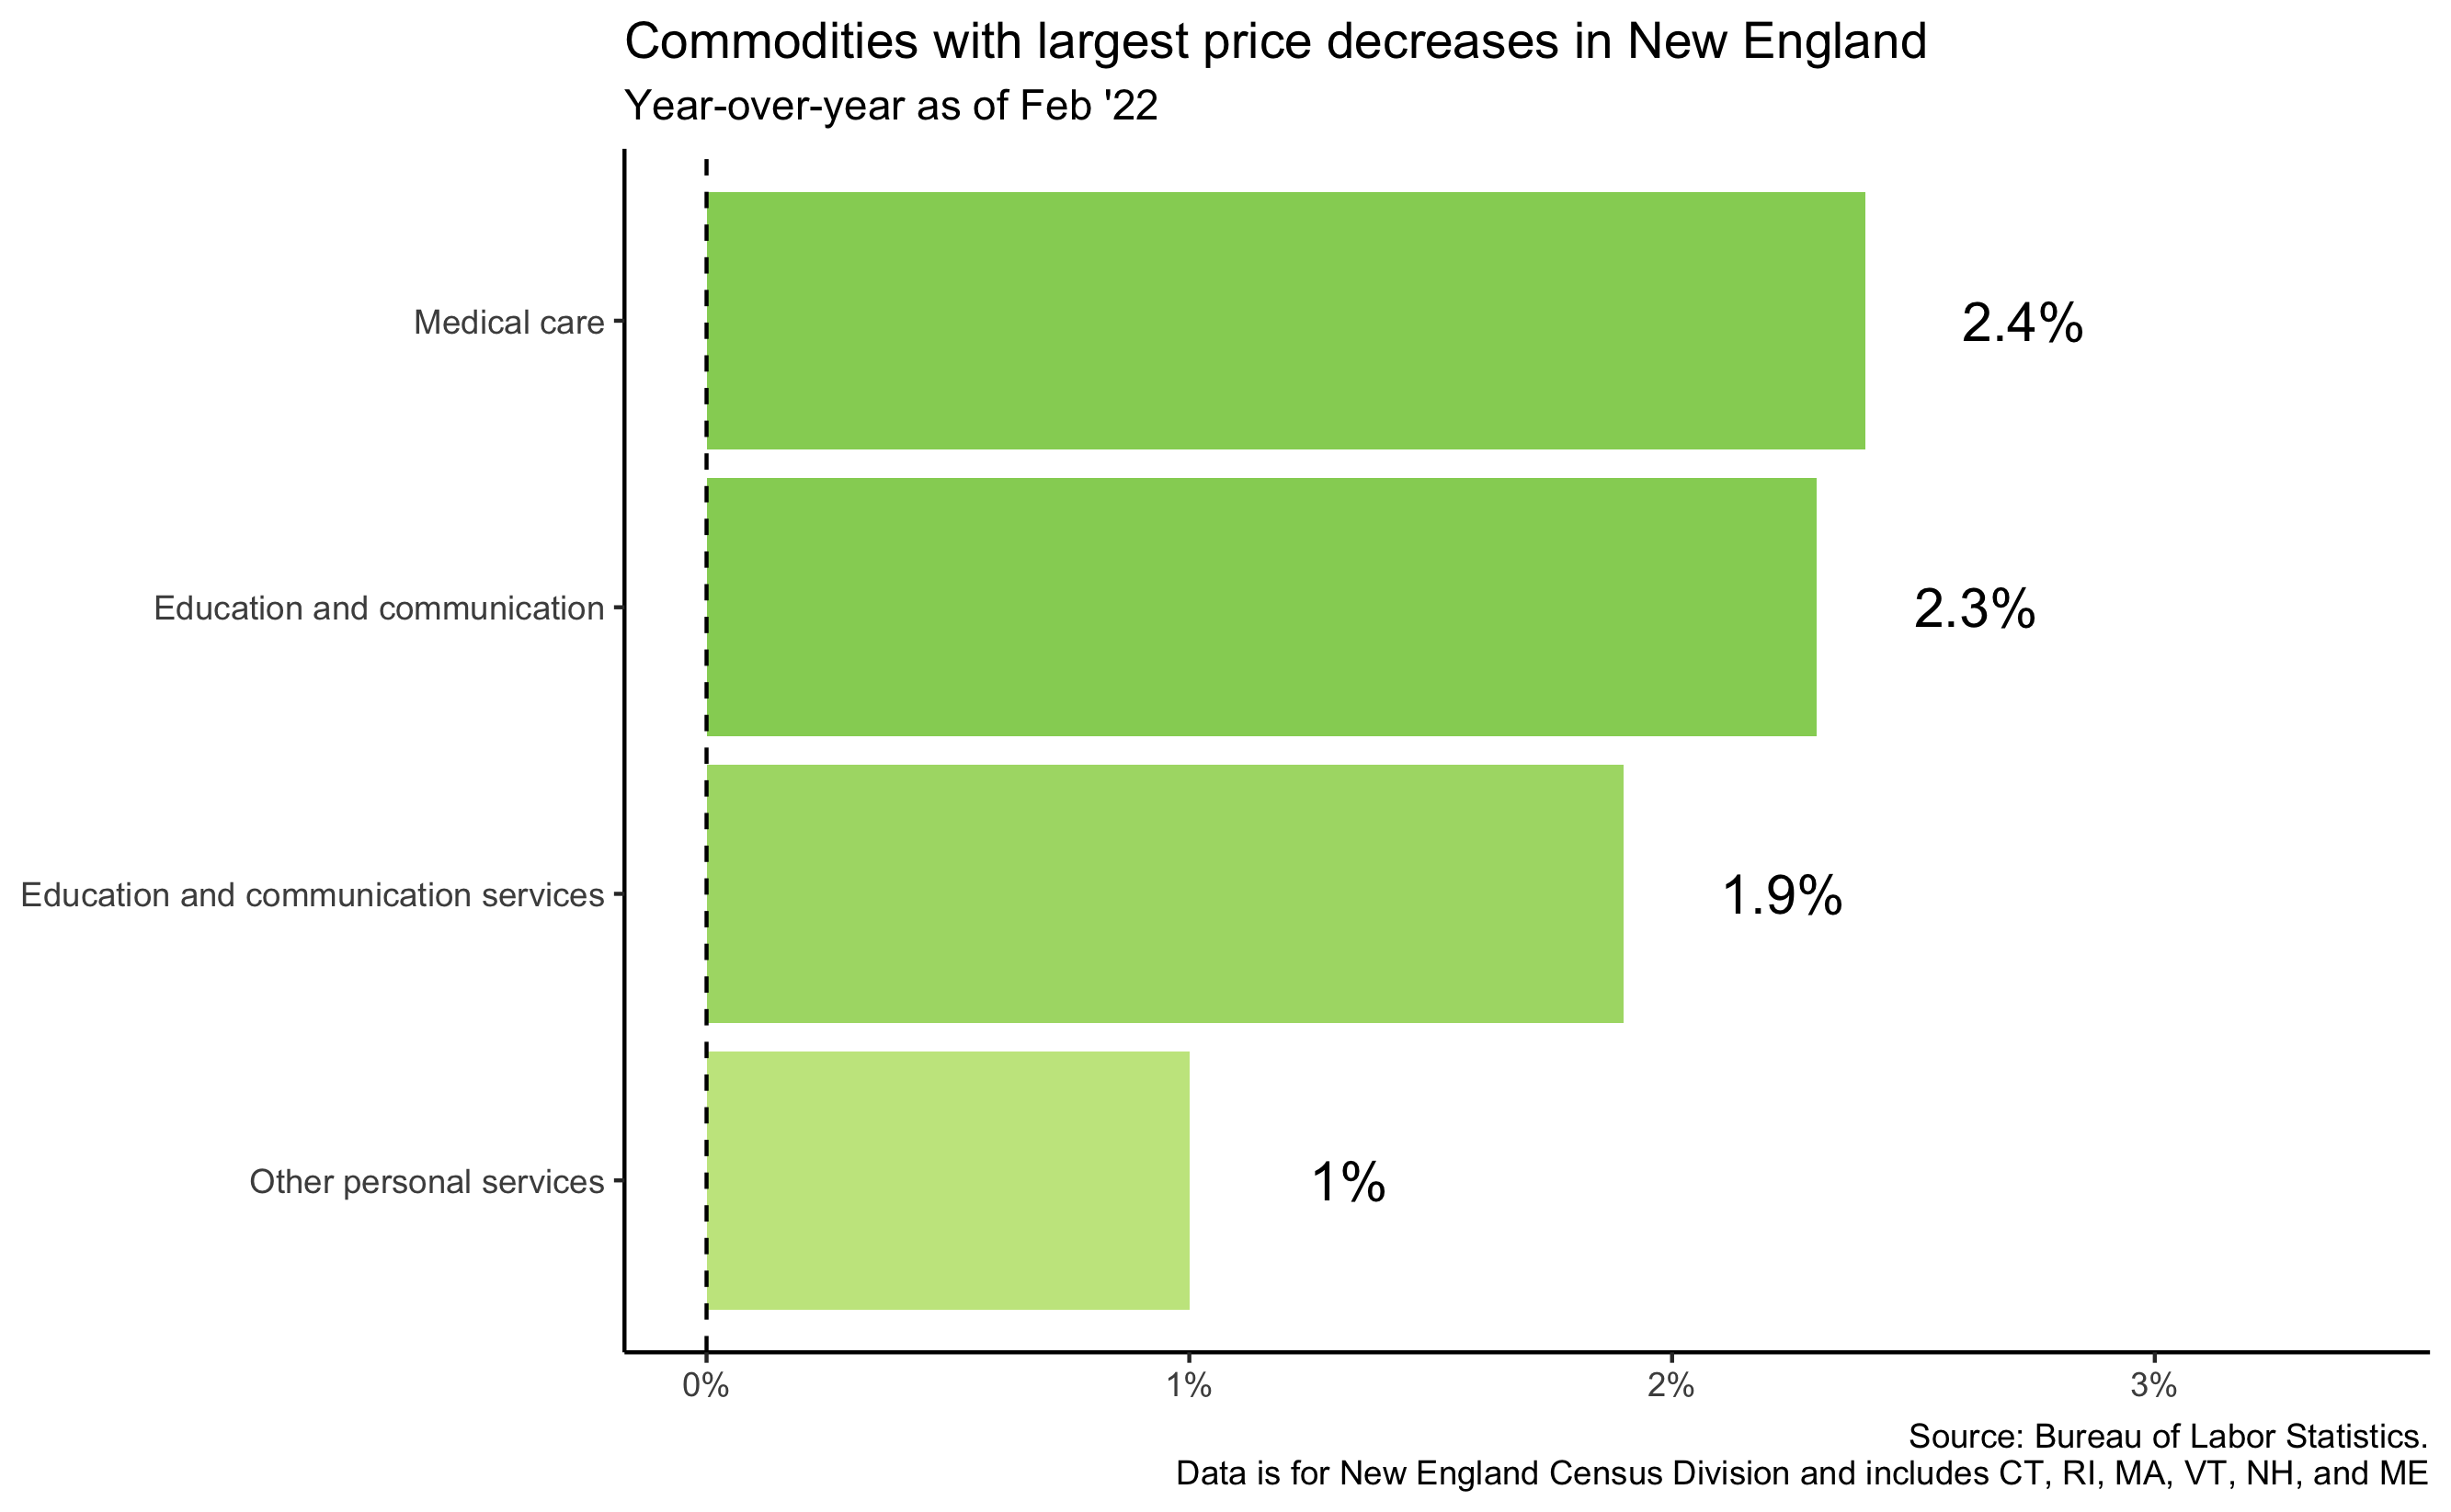 Commodities with largest price decreases in New England
Year-over-year as of Feb '22
Medical care
2.4%
Education and communication
2.3%
Education and communication services
1.9%
Other personal services
1%
0%
1%
2%
3%
Source: Bureau of Labor Statistics.
Data is for New England Census Division and includes CT, RI, MA, VT, NH, and ME